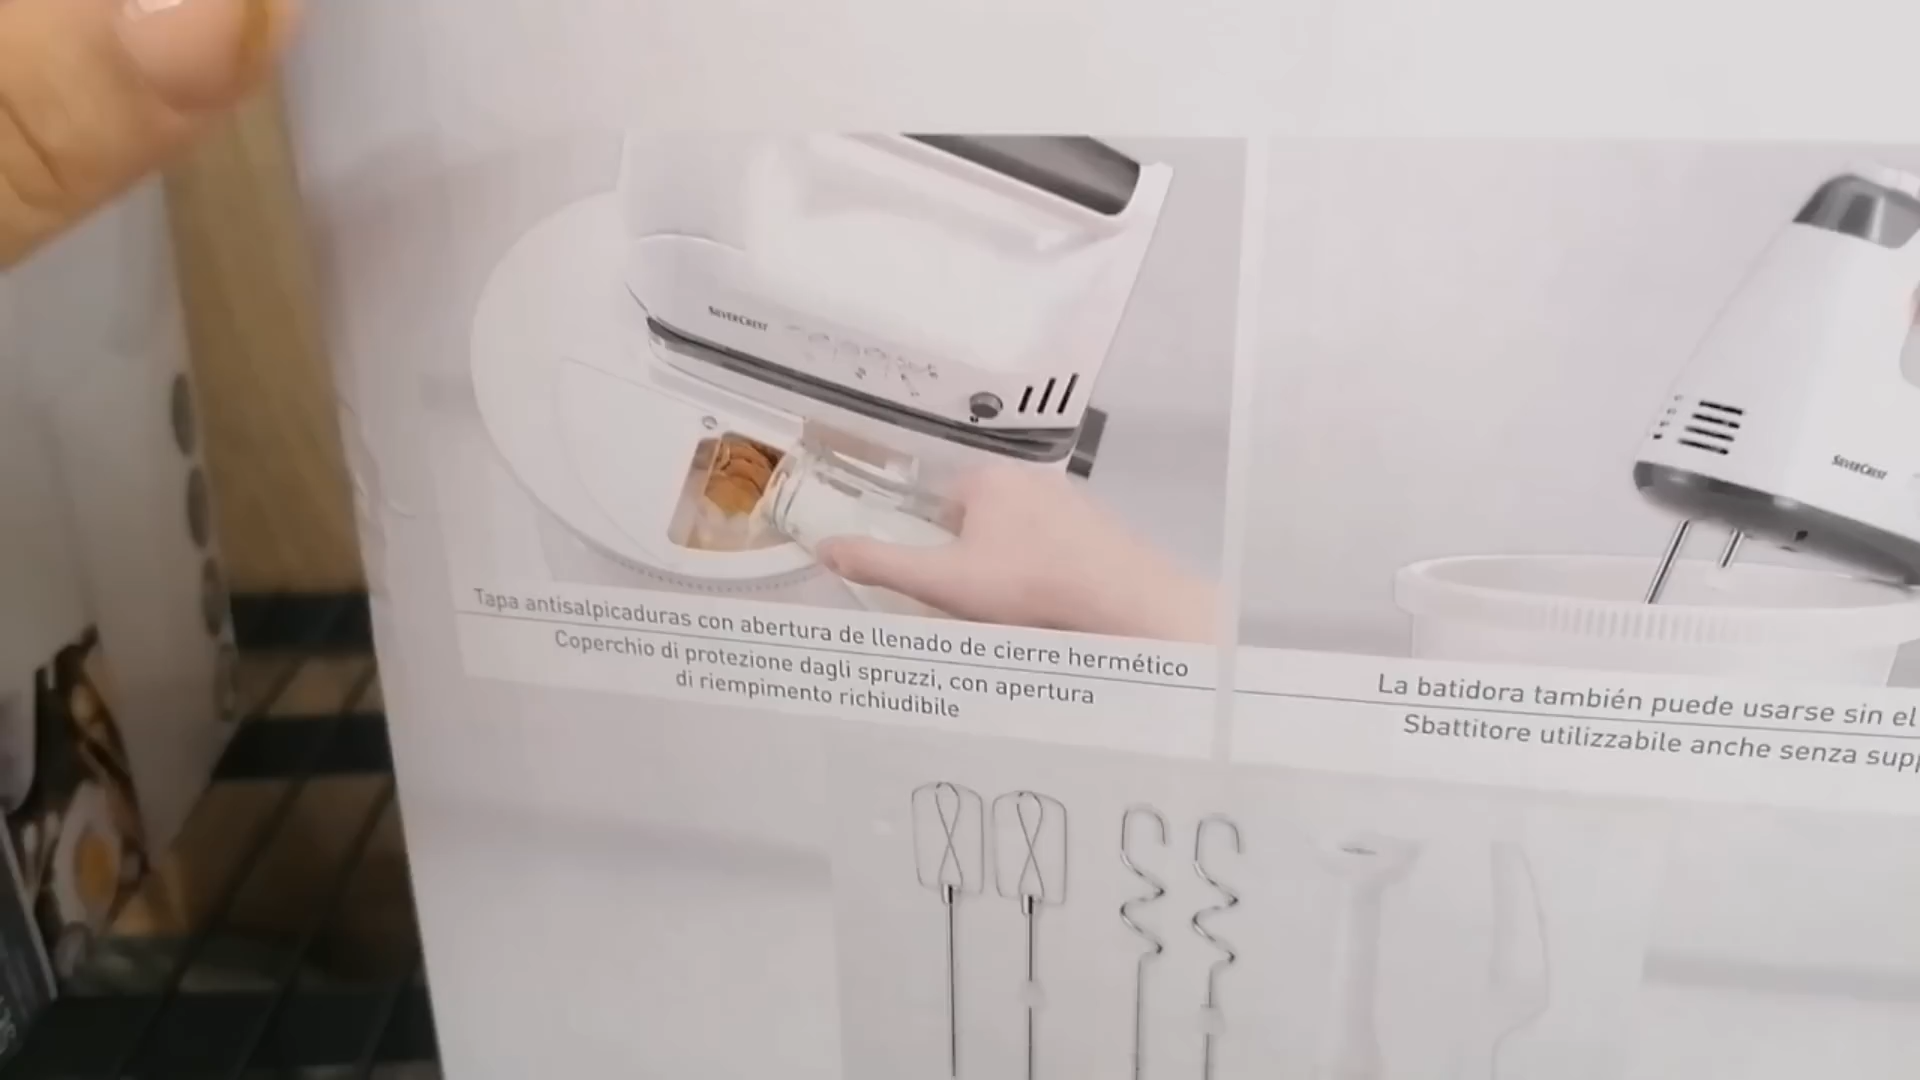 SILVERCREST
SILVERCREST
Tapa antisalpicaduras con abertura de llenado de cierre hermético
Coperchio di protezione dagli spruzzi, con apertura
di riempimento richiudibile
La batidora también puede usarse sin el
Sbattitore utilizzabile anche senza supp